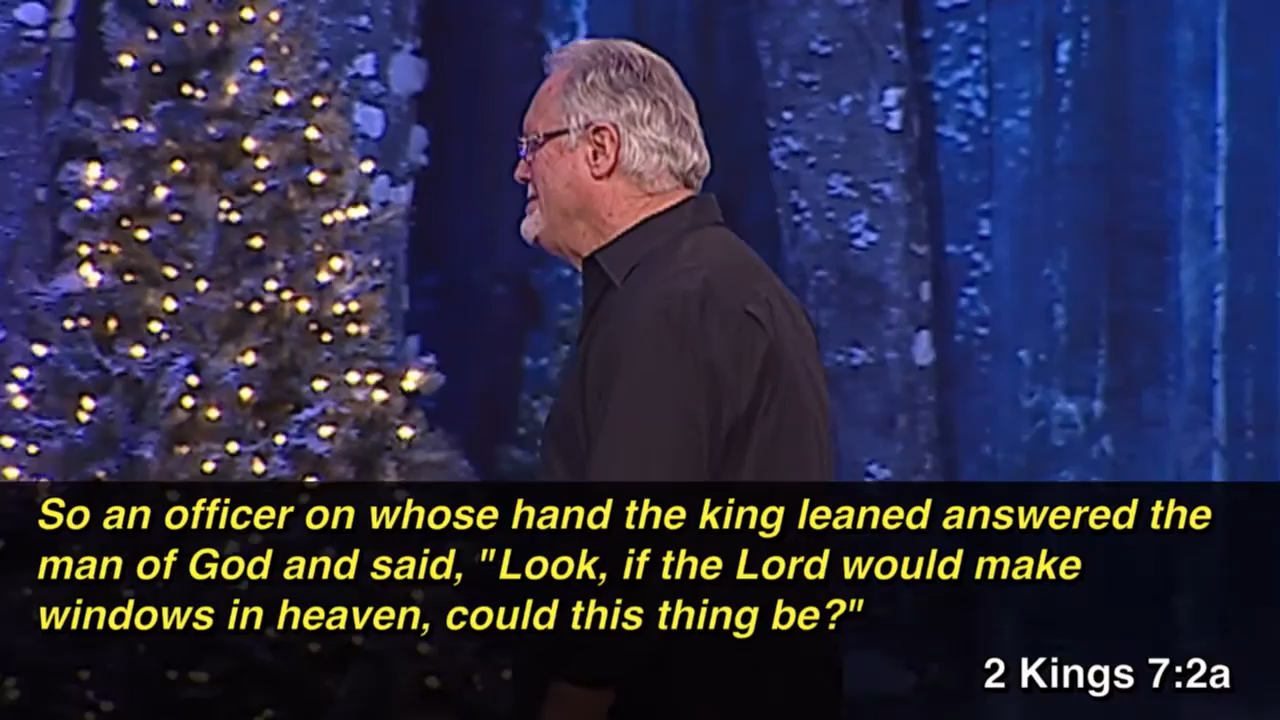 So an officer on whose hand the king leaned answered the
man of God and said, "Look, if the Lord would make
windows in heaven, could this thing be?"
2 Kings 7:2a